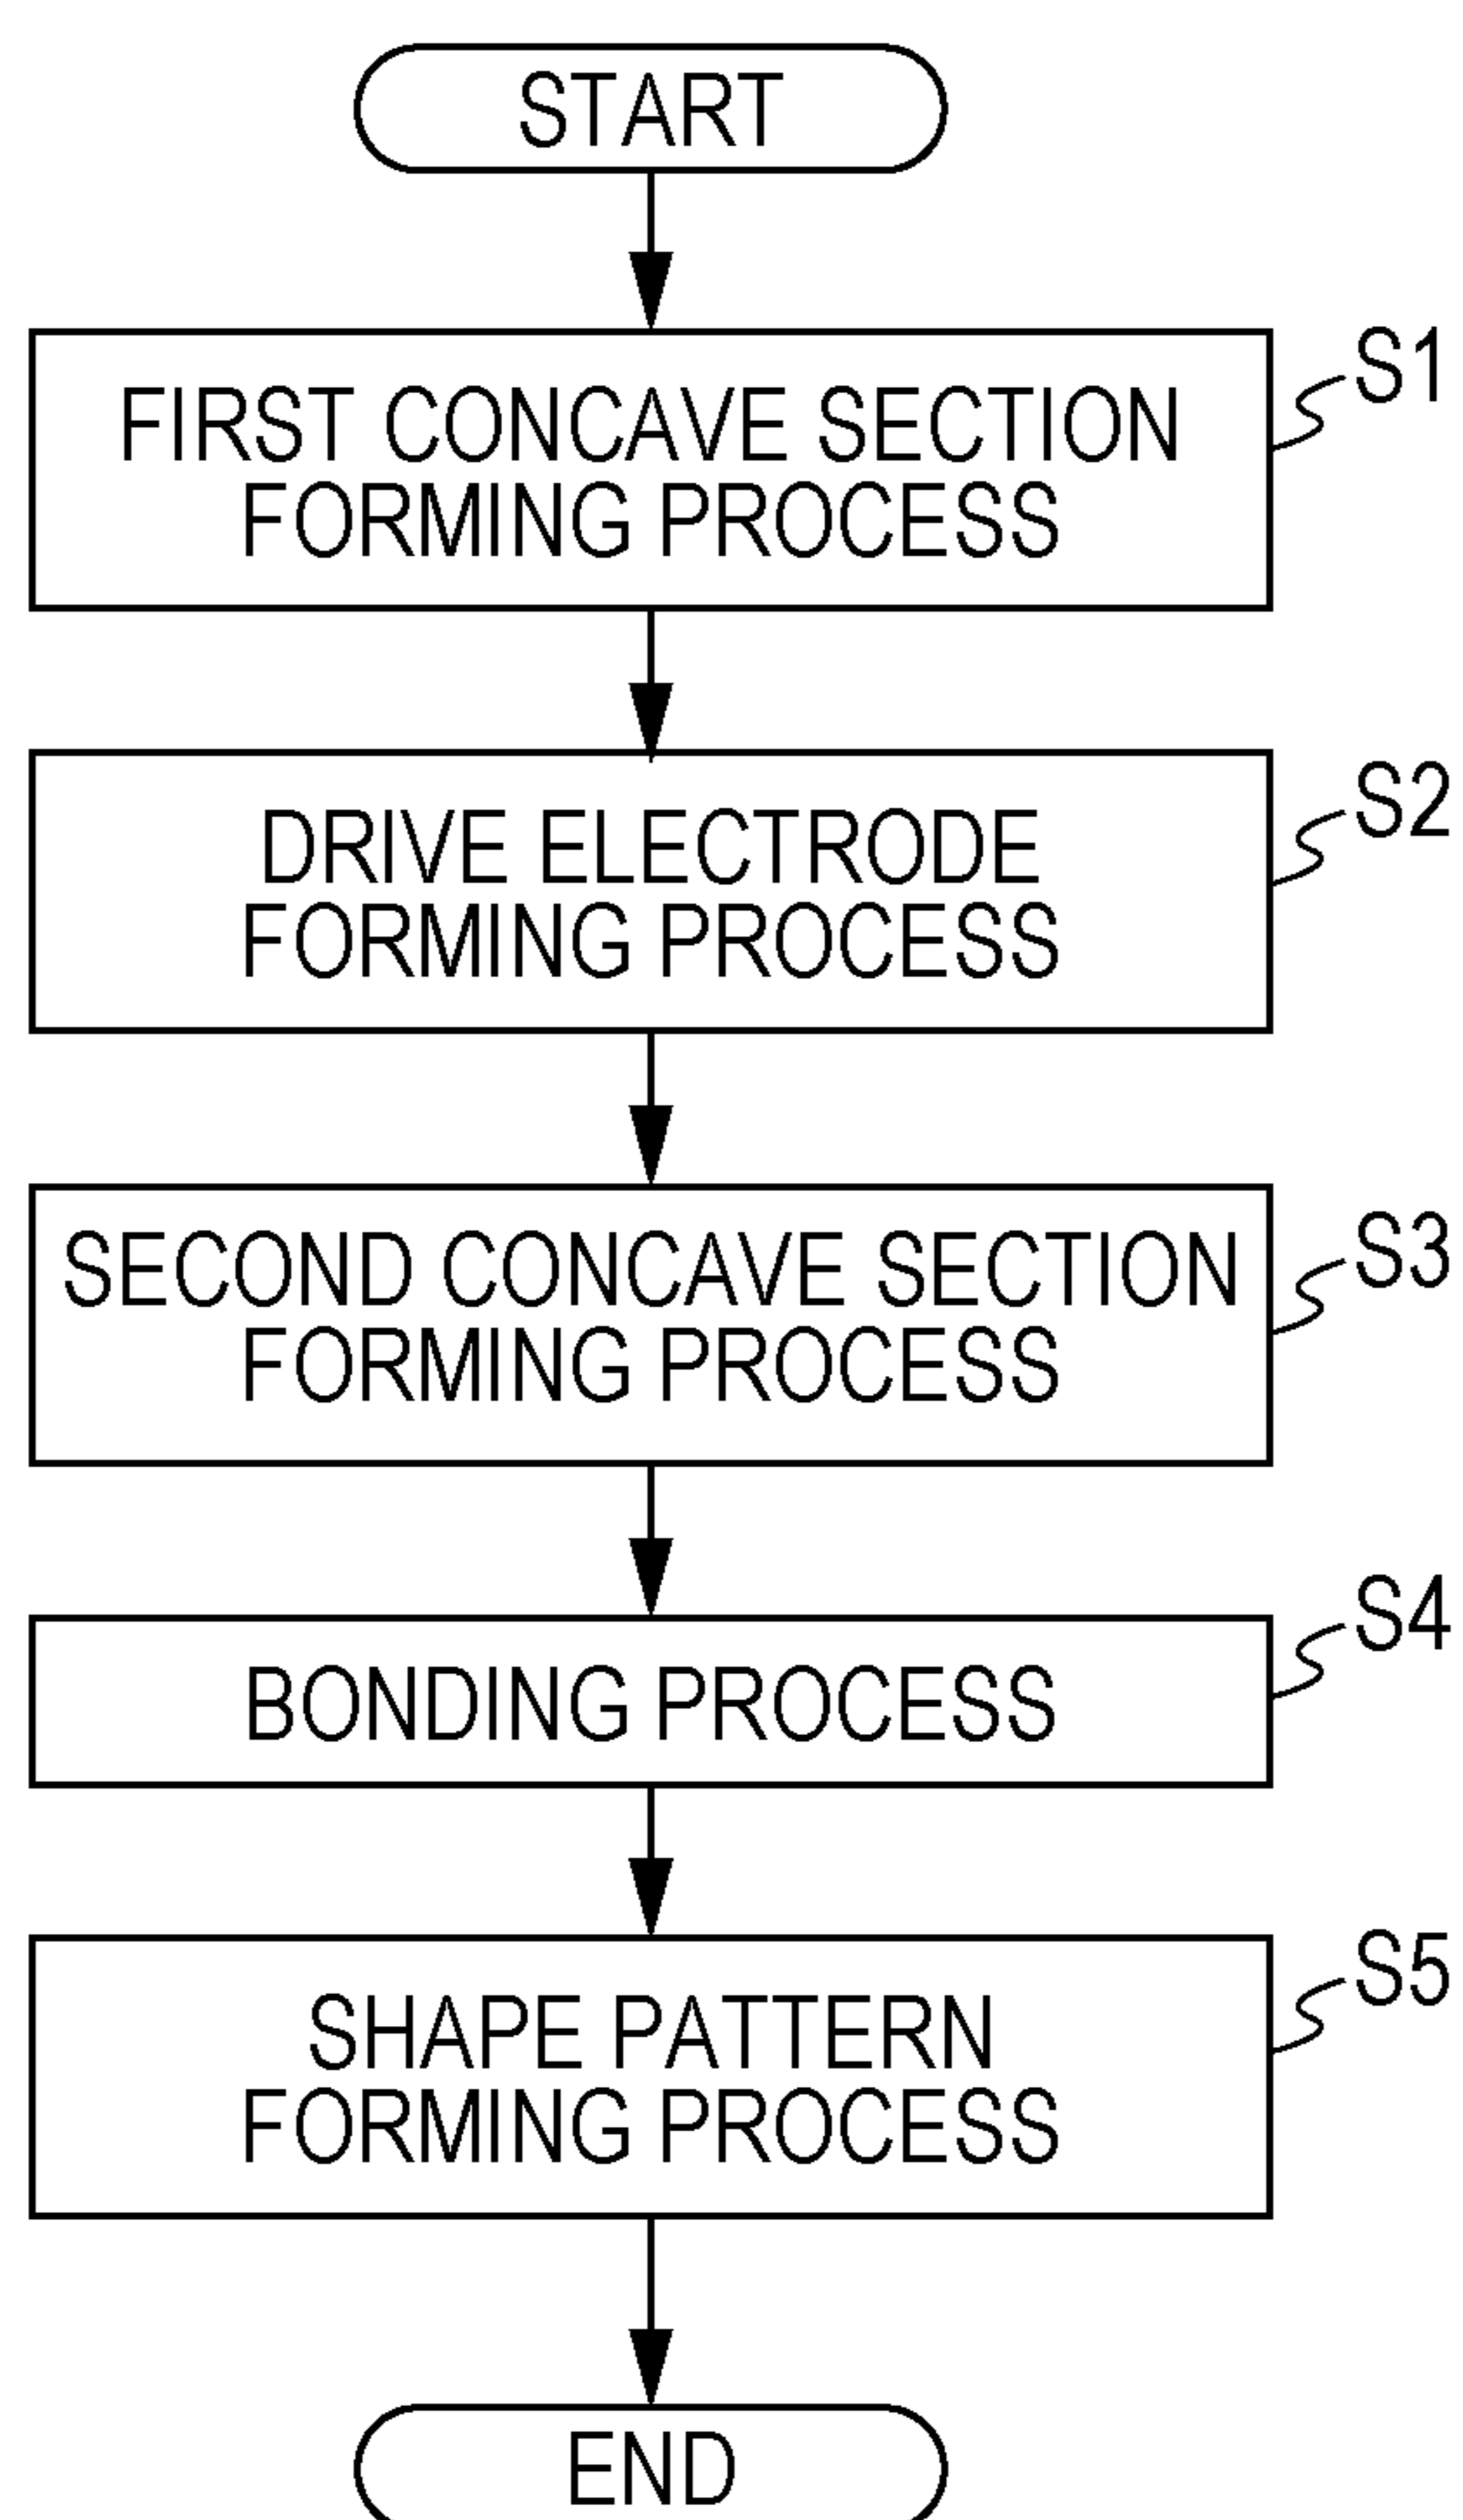 START
FIRST CONCAVE SECTION
FORMING PROCESS
S1
DRIVE ELECTRODE
FORMING PROCESS
S2
SECOND CONCAVE SECTION
FORMING PROCESS
S3
BONDING PROCESS
S4
SHAPE PATTERN
FORMING PROCESS
S5
END